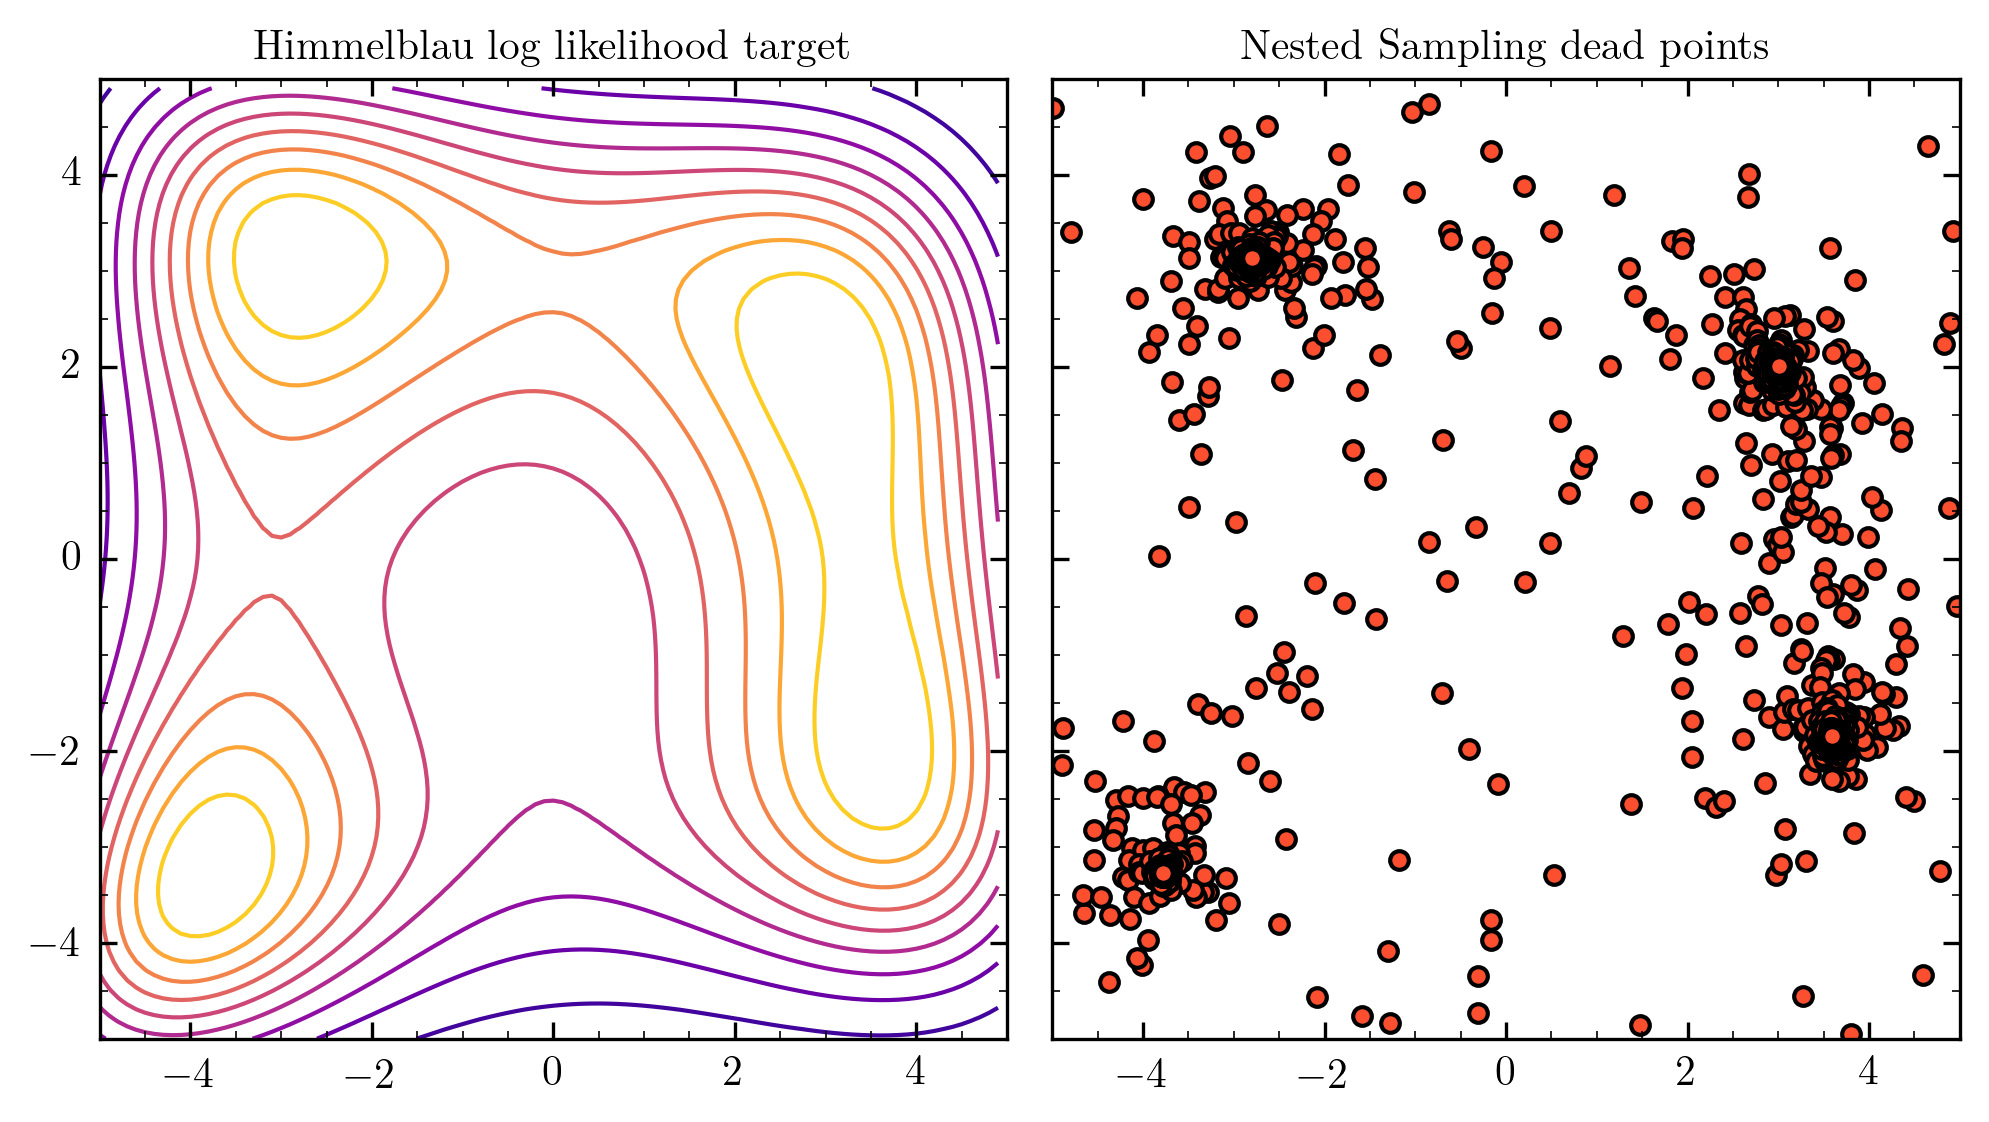 Himmelblau log likelihood target
Nested Sampling dead points
4
2
0
−2
−4
−4 −2 0 2 4
−4 −2 0 2 4